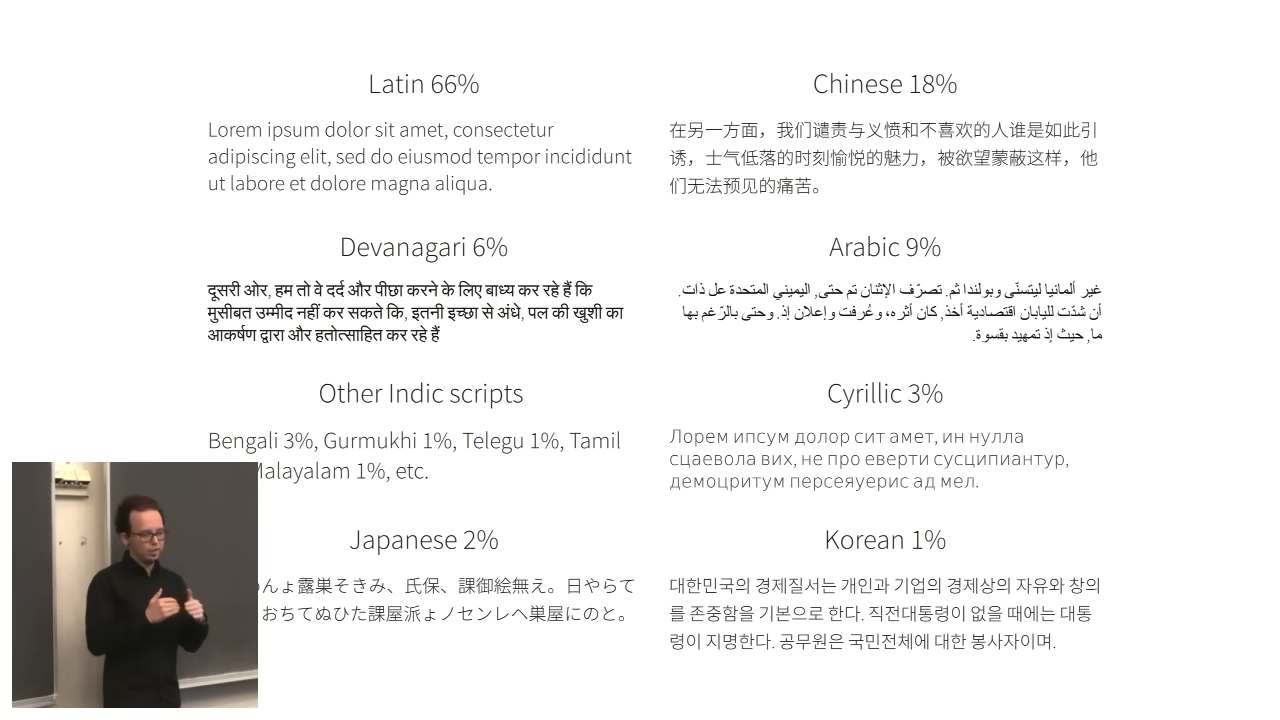 Latin 66%
Lorem ipsum dolor sit amet, consectetur
adipiscing elit, sed do eiusmod tempor incididunt
ut labore et dolore magna aliqua.
Chinese 18%
在另一方面，我们谴责与义愤和不喜欢的人谁是如此引
诱，士气低落的时刻愉悦的魅力，被欲望蒙蔽这样，他
们无法预见的痛苦。
Devanagari 6%
दूसरी ओर, हम तो वे दर्द और पीछा करने के लिए बाध्य कर रहे हैं कि
मुसीबत उम्मीद नहीं कर सकते कि, इतनी इच्छा से अंधे, पल की खुशी का
आकर्षण द्वारा और हतोत्साहित कर रहे हैं
Arabic 9%
غير ألمانيا ليتسنّى وبولندا ثم. تصرّف الإثنان تم حتى, اليميني المتحدة عل ذات.
أن شدّت لليابان اقتصادية أخذ, كان أثره، وعُرفت وإعلان إذ. وحتى بالرّغم بها
ما, حيث إذ تمهيد بقسوة.
Other Indic scripts
Bengali 3%, Gurmukhi 1%, Telegu 1%, Tamil
Malayalam 1%, etc.
Cyrillic 3%
Лорем ипсум долор сит амет, ин нулла
сцаевола вих, не про еверти сусципиантур,
демоцритум персеяуерис ад мел.
Japanese 2%
んょ露巣そきみ、氏保、課御絵無え。日やらて
おちてぬひた課屋派ょノセンレヘ巣屋にのと。
Korean 1%
대한민국의 경제질서는 개인과 기업의 경제상의 자유와 창의
를 존중함을 기본으로 한다. 직전대통령이 없을 때에는 대통
령이 지명한다. 공무원은 국민전체에 대한 봉사자이며.